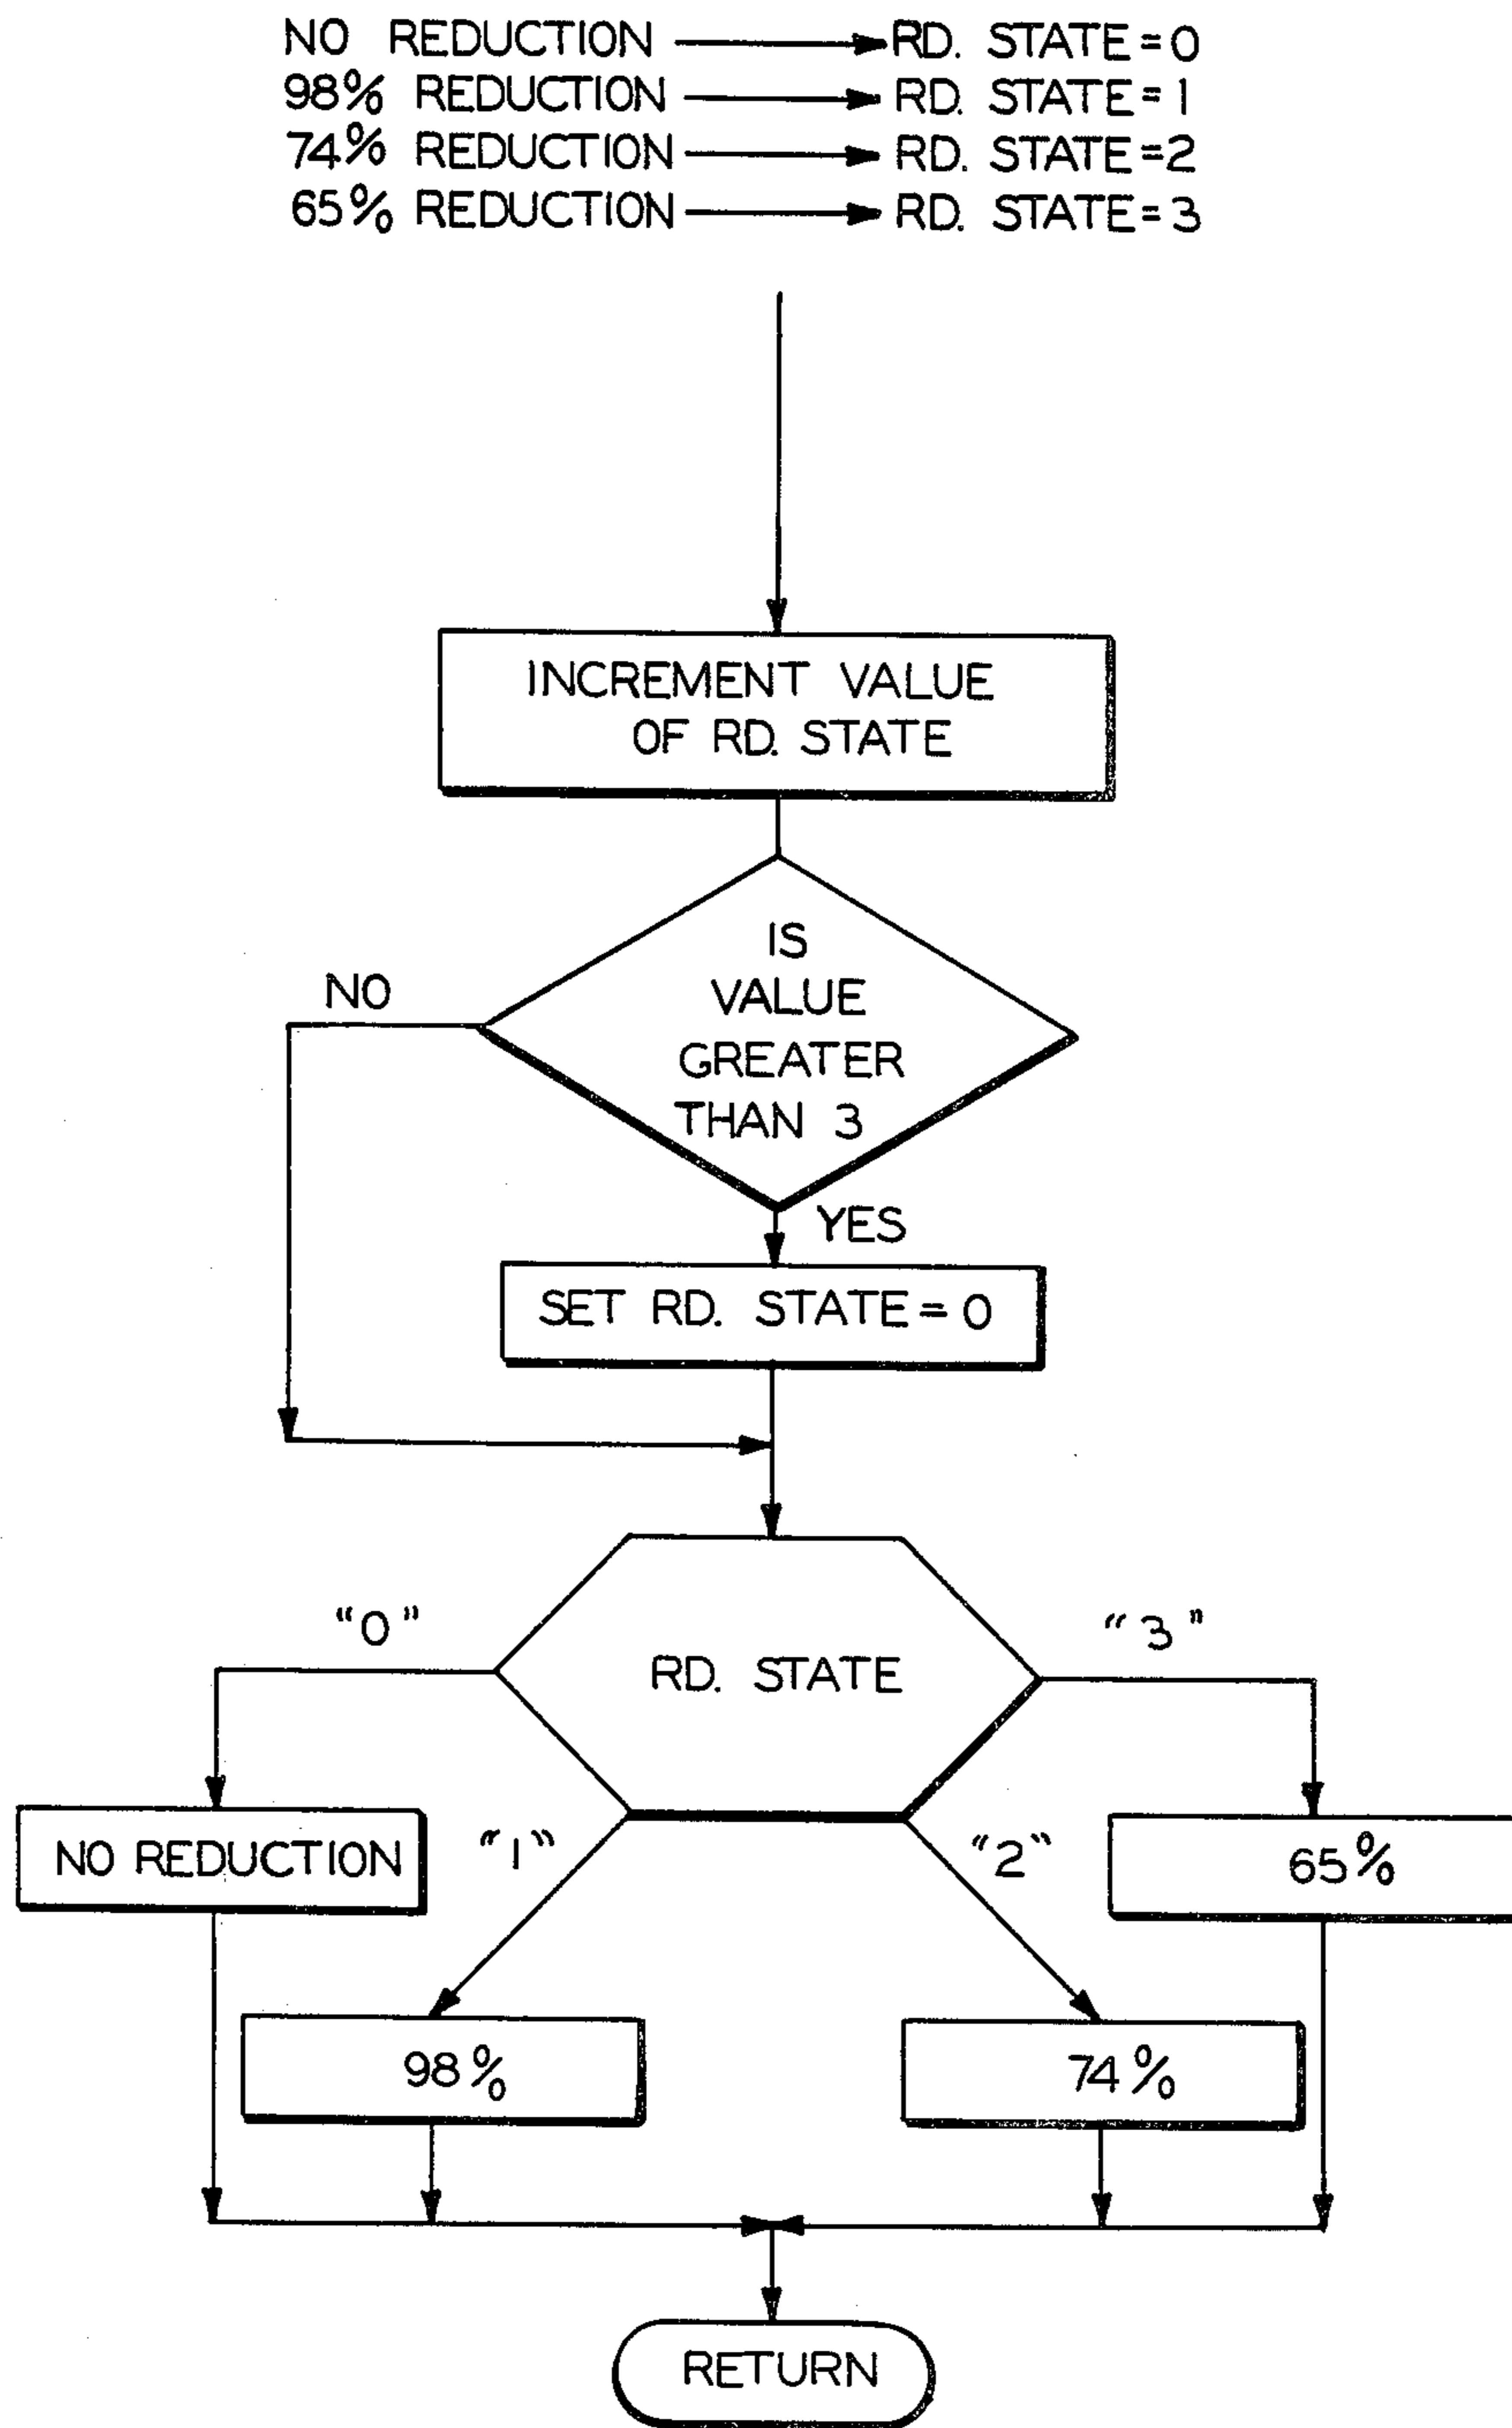 NO REDUCTION RD. STATE=0
98% REDUCTION RD. STATE=1
74% REDUCTION RD. STATE=2
65% REDUCTION RD. STATE=3
INCREMENT VALUE
OF RD. STATE
IS
VALUE
GREATER
THAN 3
NO
YES
SET RD. STATE=0
RD. STATE
"0"
"3"
"1"
"2"
NO REDUCTION
65%
98%
74%
RETURN